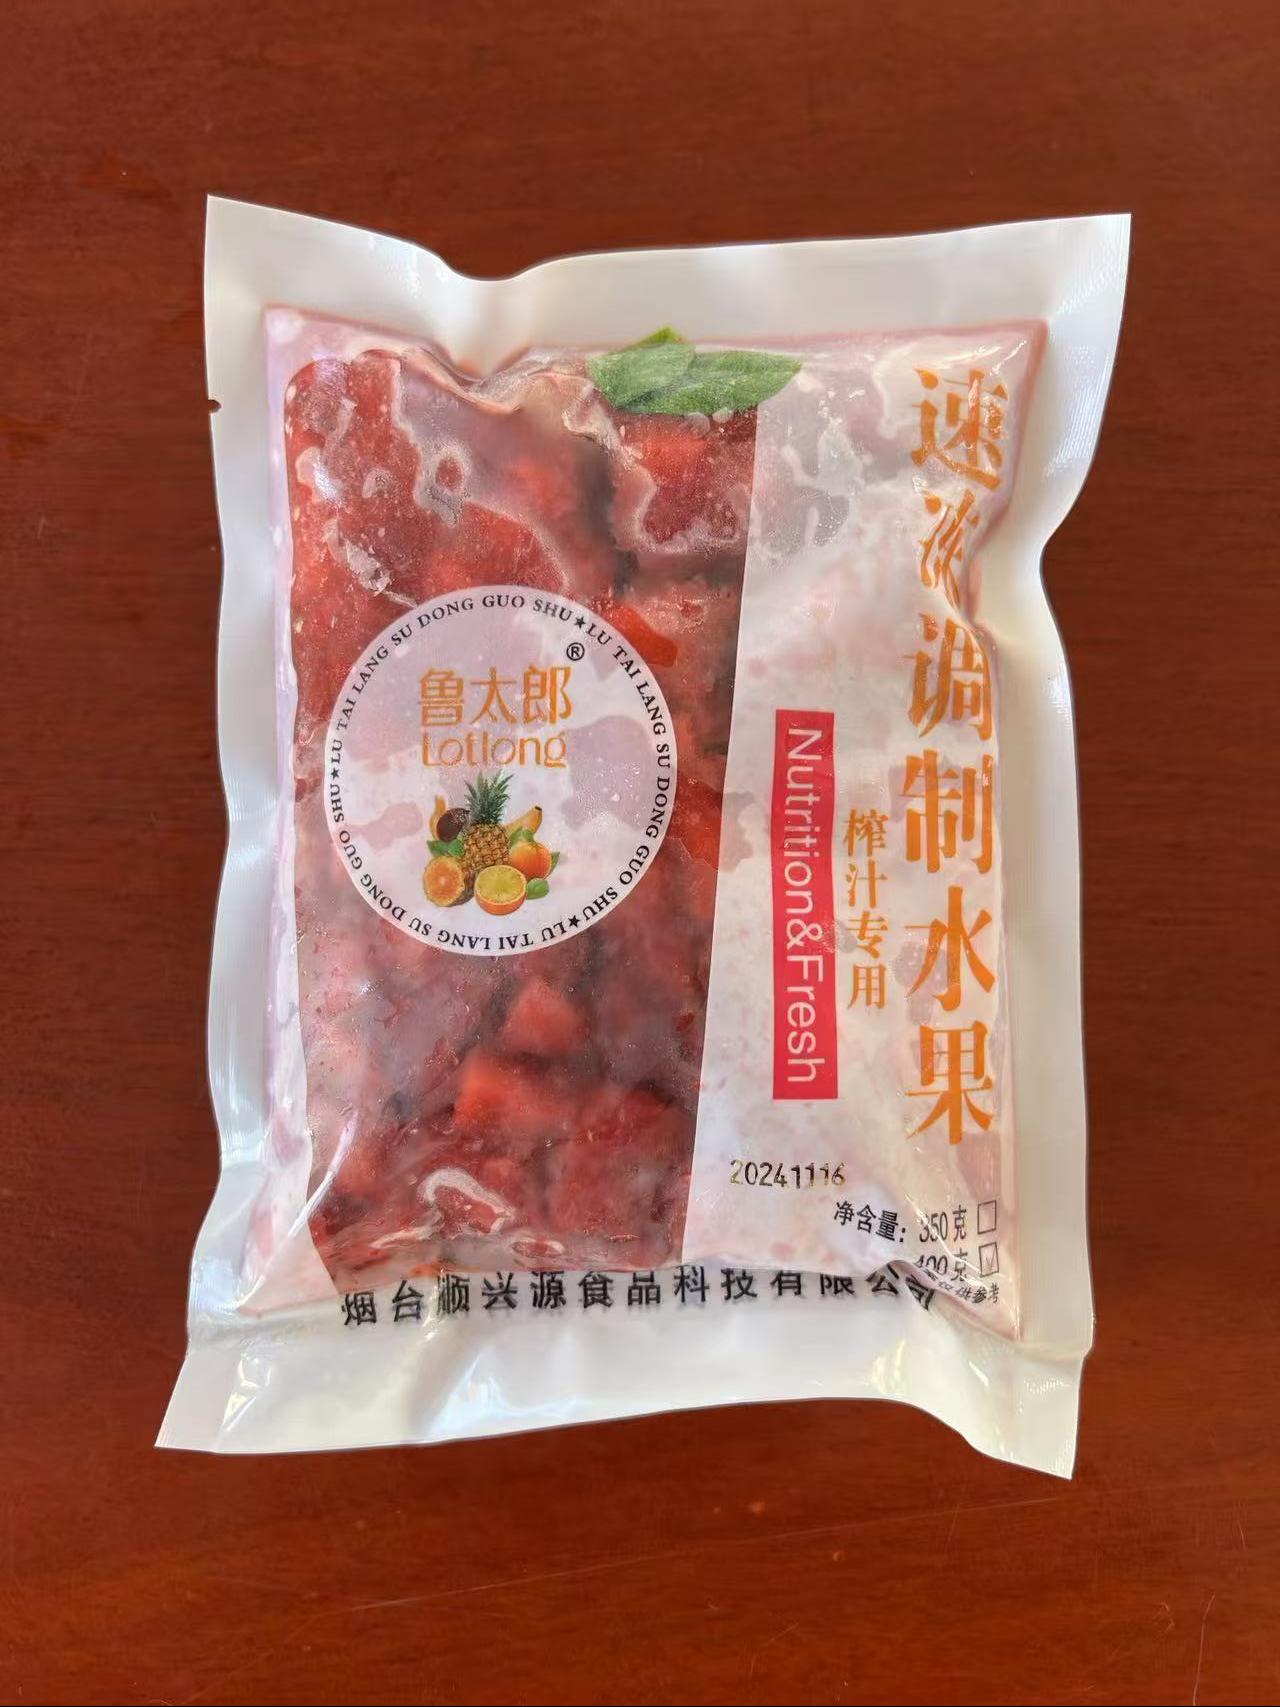 速冻调制水果
榨汁专用
Nutrition&Fresh
LU TAI LANG SU DONG GUO SHU★LU TAI LANG SU DONG GUO SHU★LU TAI LANG SU DONG GUO SHU★
鲁太郎®
Lotlong
20241116
净含量：350克□
400克☑
供参考
烟台顺兴源食品科技有限公司